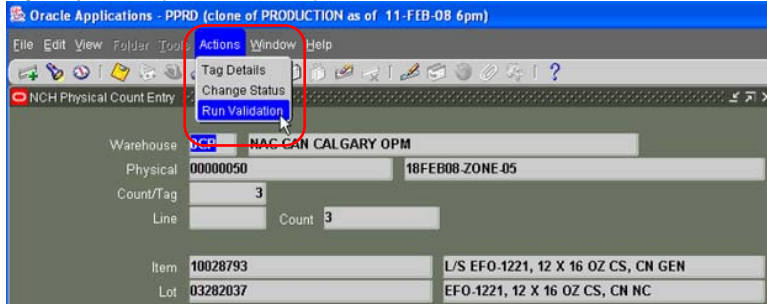 Oracle Applications - PPRD (clone of PRODUCTION as of 11-FEB-08 6pm)
File Edit View Folder Tools Actions Window Help
Tag Details
Change Status
Run Validation
NCH Physical Count Entry
Warehouse NAC CAN CALGARY OPM
Physical 00000050 18FEB08-ZONE-05
Count/Tag 3
Line Count 3
Item 10028793 L/S EFO-1221, 12 X 16 OZ CS, CN GEN
Lot 03282037 EFO-1221, 12 X 16 OZ CS, CN NC